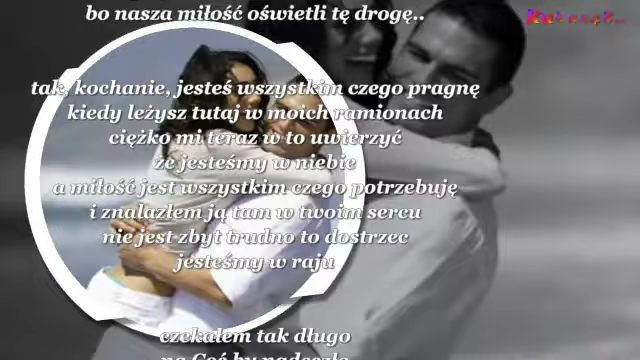 bo nasza miłość oświetli tę drogę..
tak, kochanie, jesteś wszystkim czego pragnę
kiedy leżysz tutaj w moich ramionach
ciężko mi teraz w to uwierzyć
że jesteśmy w niebie
a miłość jest wszystkim czego potrzebuję
i znalazłem ją tam w twoim sercu
nie jest zbyt trudno to dostrzec
jesteśmy w raju
czekałem tak długo